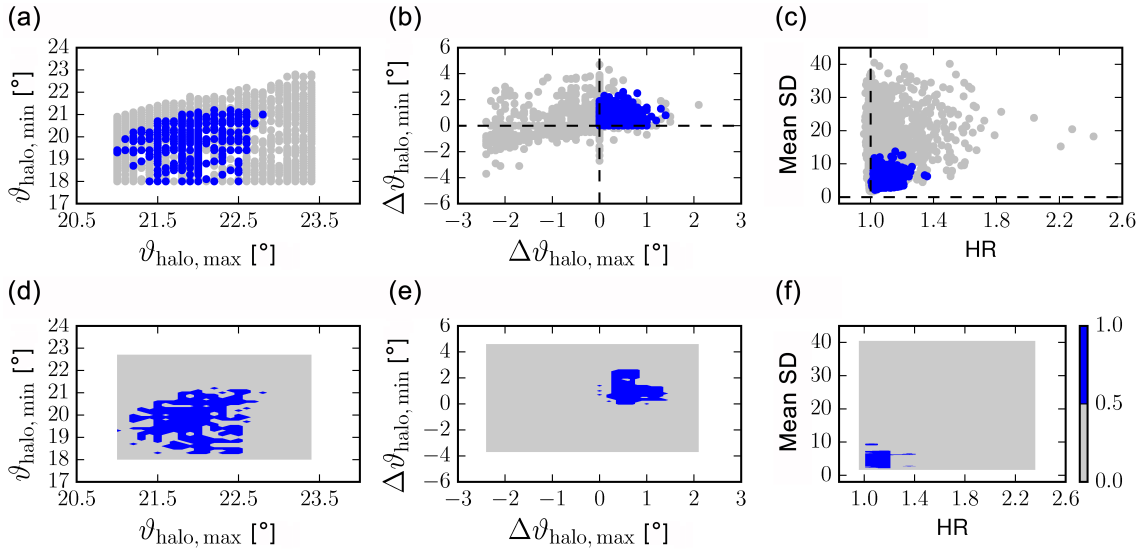 (a) (b) (c)
24
23
22
21
20
19
18
17
ϑhalo, min [°]
20.5 21.5 22.5 23.5
ϑhalo, max [°]
6
4
2
0
−2
−4
−6
Δϑhalo, min [°]
−3 −2 −1 0 1 2 3
Δϑhalo, max [°]
40
30
20
10
0
Mean SD
1.0 1.4 1.8 2.2 2.6
HR
(d) (e) (f)
24
23
22
21
20
19
18
17
ϑhalo, min [°]
20.5 21.5 22.5 23.5
ϑhalo, max [°]
6
4
2
0
−2
−4
−6
Δϑhalo, min [°]
−3 −2 −1 0 1 2 3
Δϑhalo, max [°]
40
30
20
10
0
Mean SD
1.0 1.4 1.8 2.2 2.6
HR
1.0
0.5
0.0